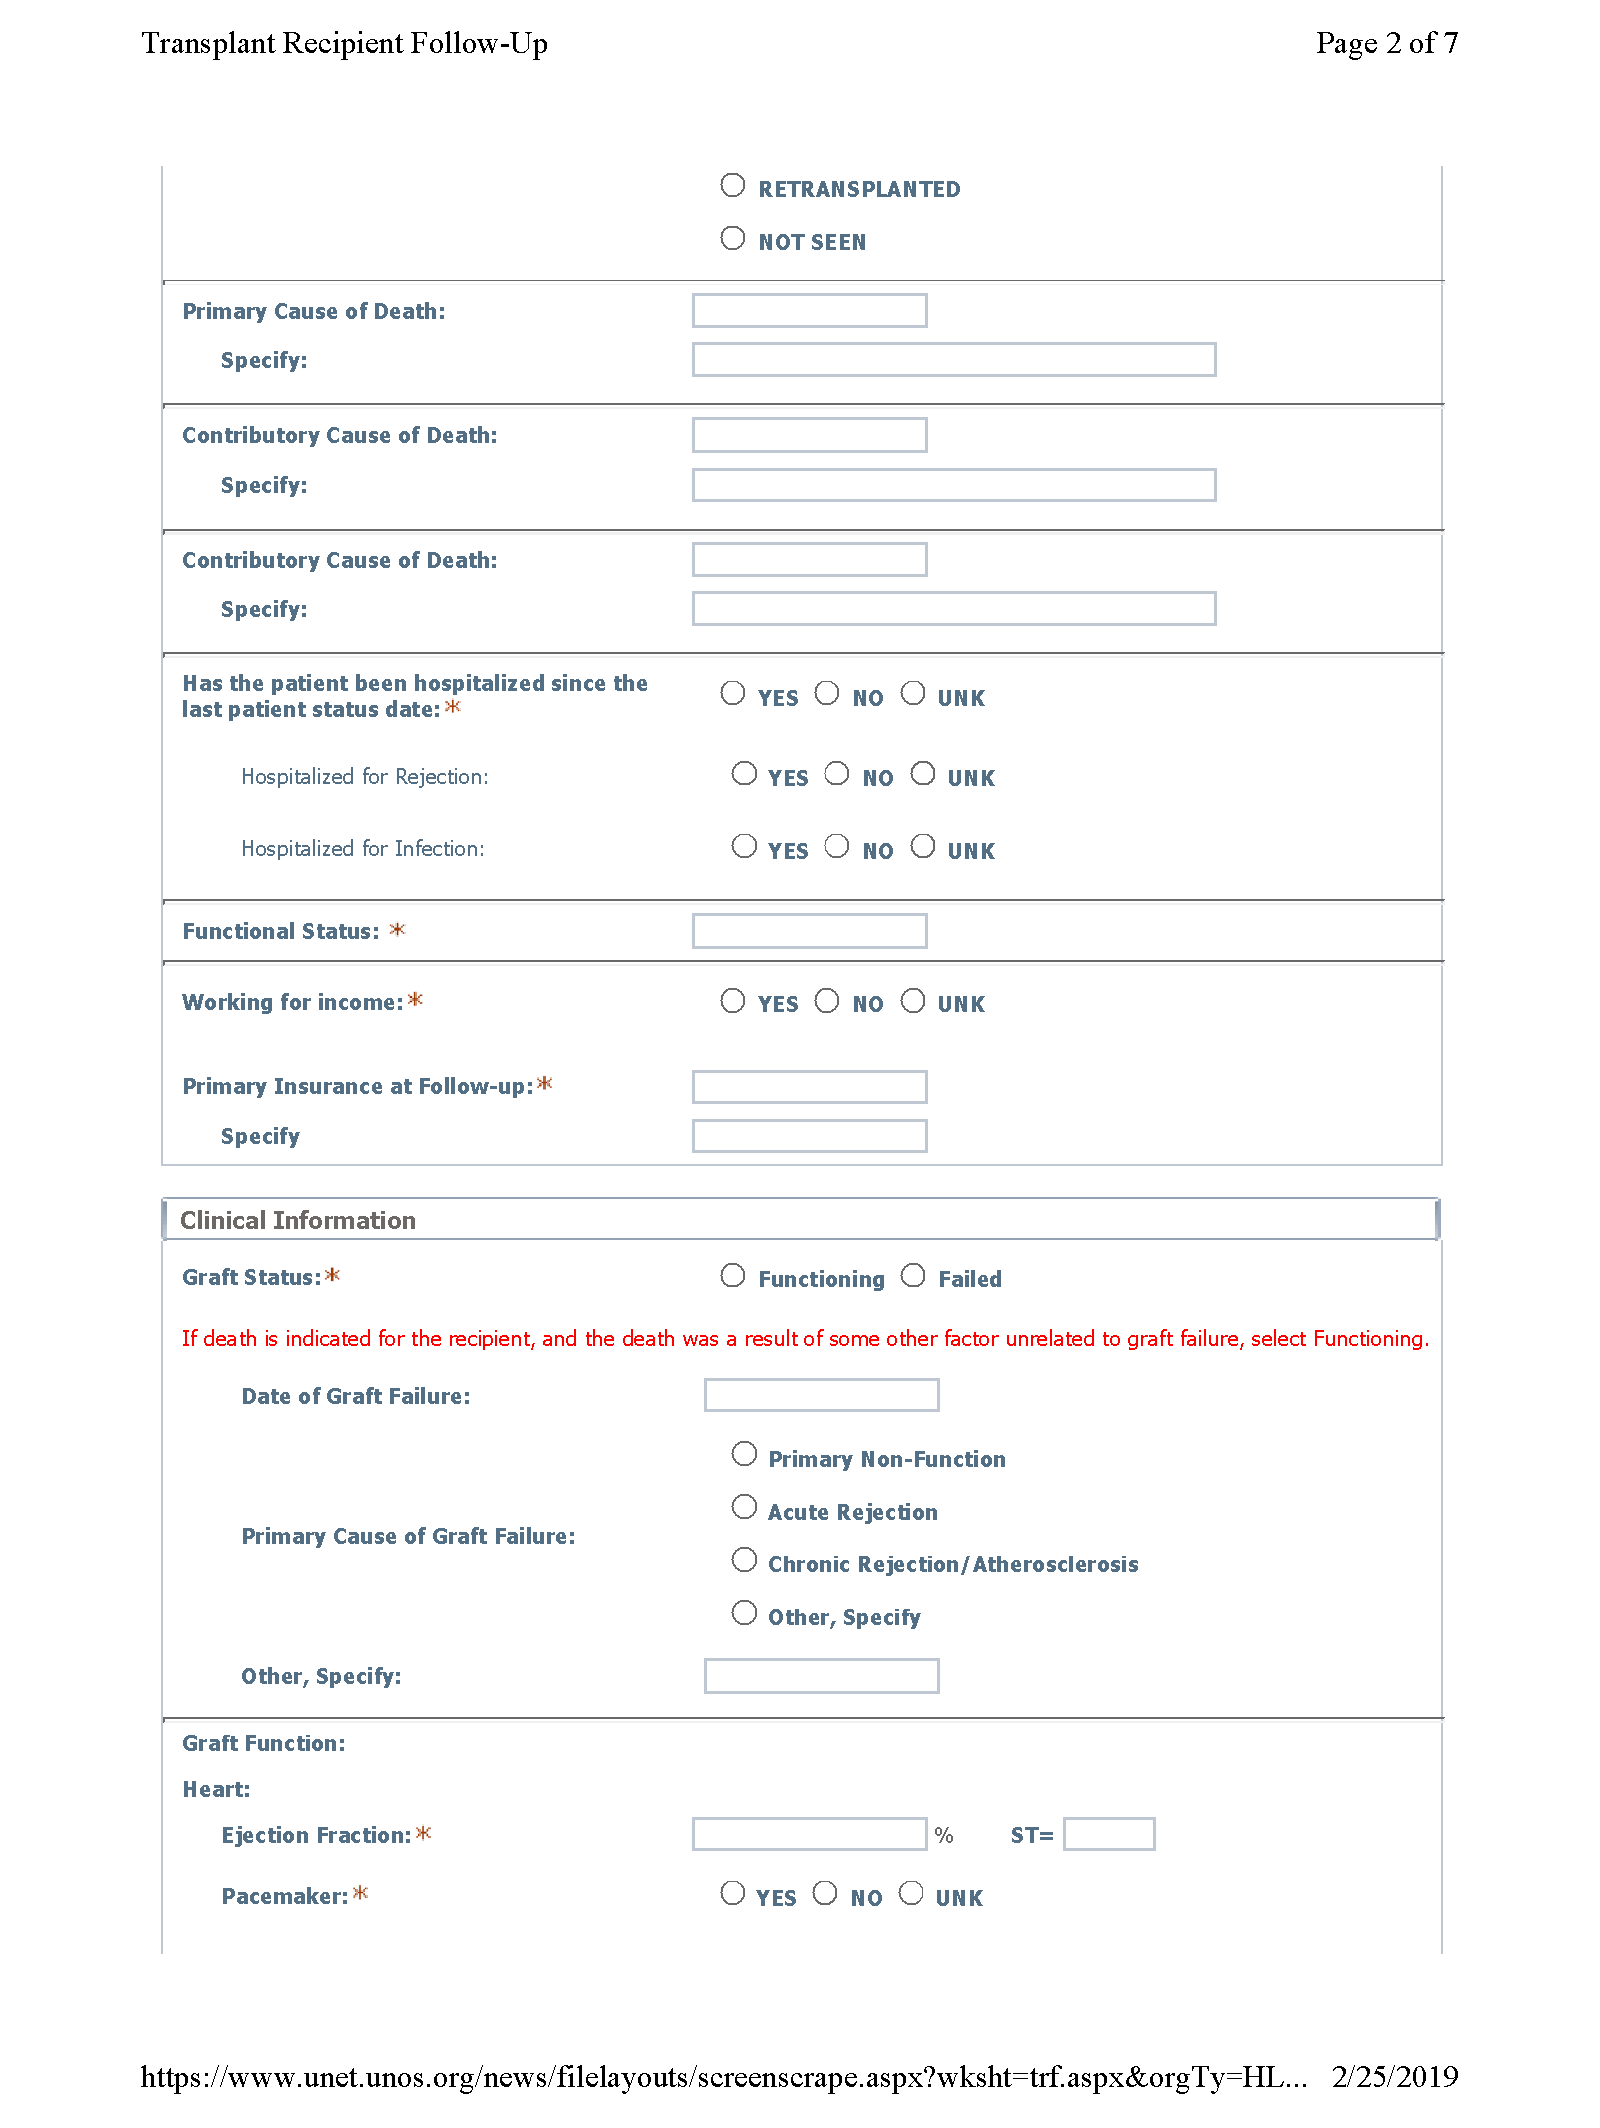 Transplant Recipient Follow-Up Page 2 of 7
RETRANSPLANTED
NOT SEEN
Primary Cause of Death:
Specify:
Contributory Cause of Death:
Specify:
Contributory Cause of Death:
Specify:
Has the patient been hospitalized since the
last patient status date:* YES NO UNK
Hospitalized for Rejection: YES NO UNK
Hospitalized for Infection: YES NO UNK
Functional Status: *
Working for income:* YES NO UNK
Primary Insurance at Follow-up:*
Specify
Clinical Information
Graft Status:* Functioning Failed
If death is indicated for the recipient, and the death was a result of some other factor unrelated to graft failure, select Functioning.
Date of Graft Failure:
Primary Non-Function
Acute Rejection
Primary Cause of Graft Failure:
Chronic Rejection/Atherosclerosis
Other, Specify
Other, Specify:
Graft Function:
Heart:
Ejection Fraction:* % ST=
Pacemaker:* YES NO UNK
https://www.unet.unos.org/news/filelayouts/screenscrape.aspx?wksht=trf.aspx&orgTy=HL... 2/25/2019